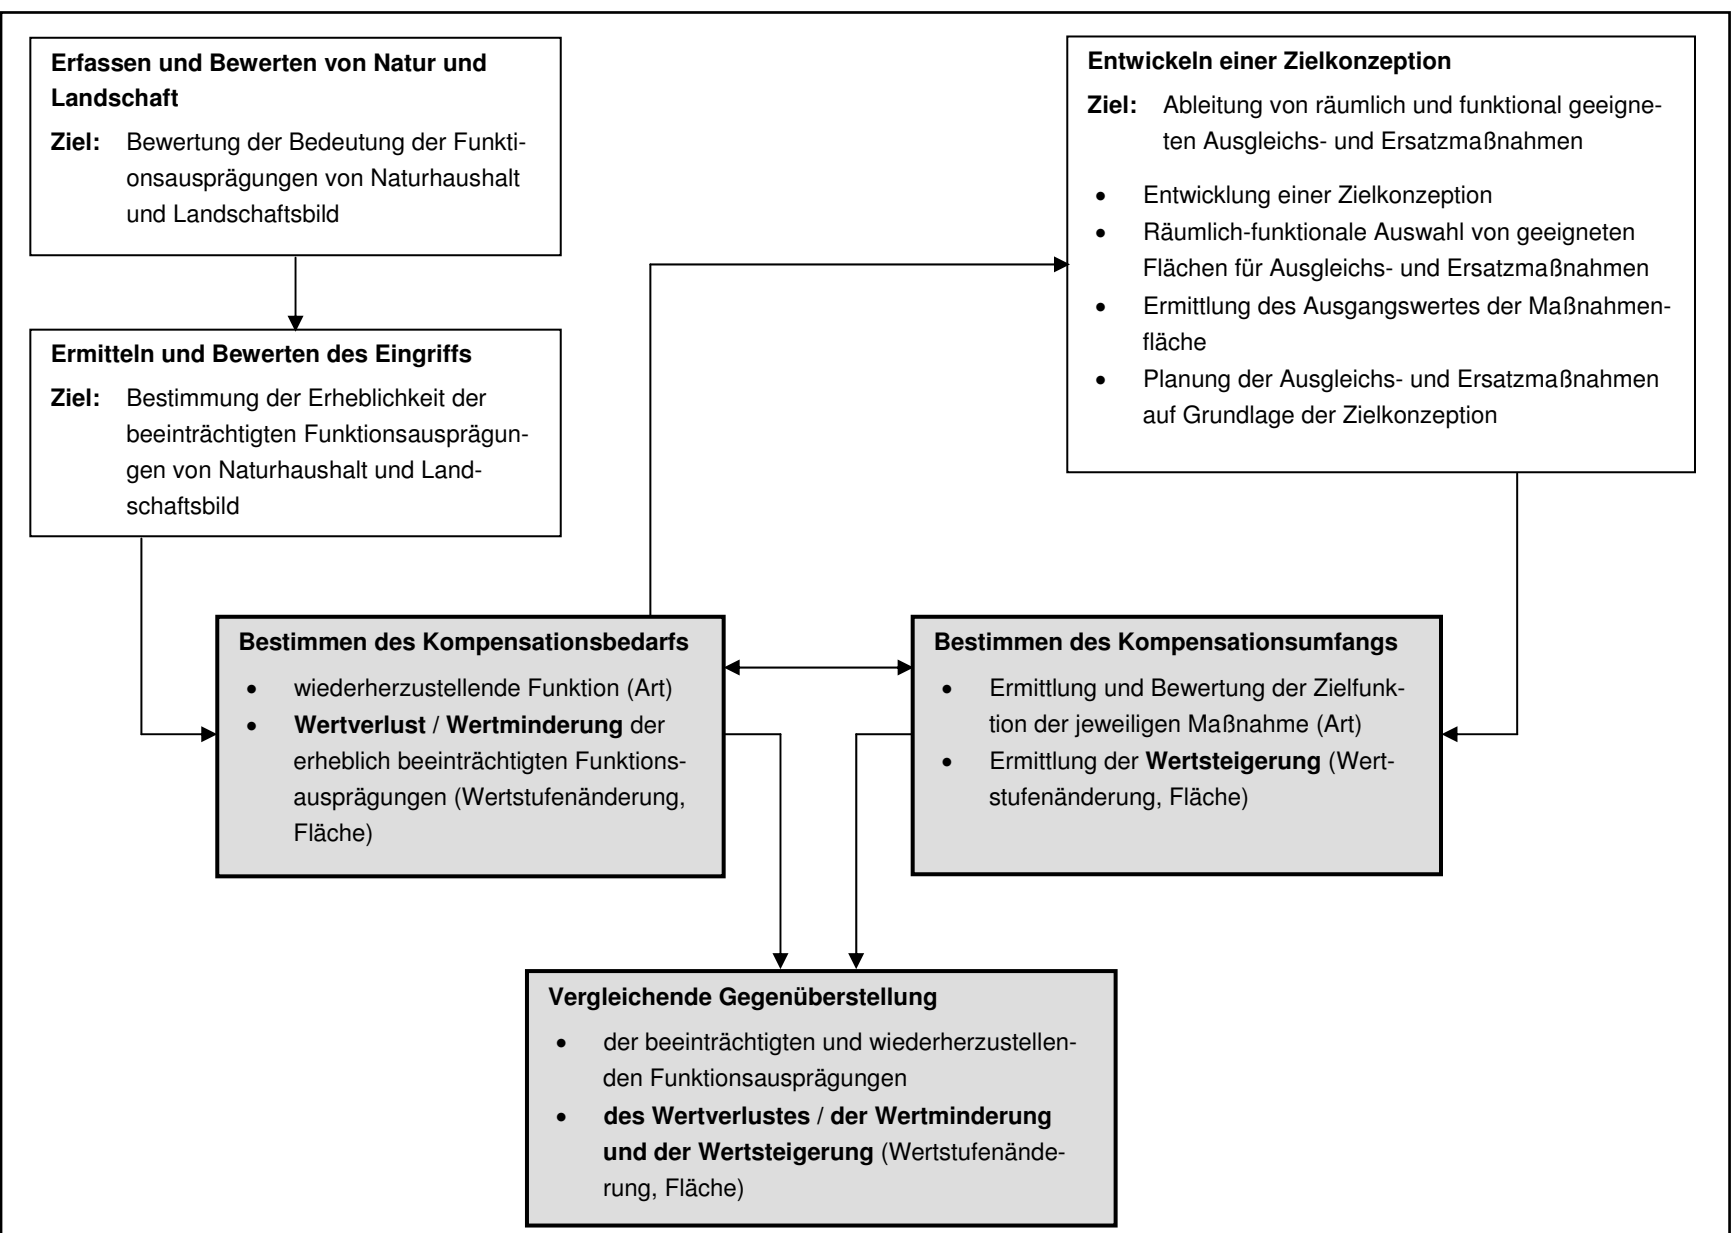 Erfassen und Bewerten von Natur und
Landschaft
Ziel: Bewertung der Bedeutung der Funkti-
onsausprägungen von Naturhaushalt
und Landschaftsbild
Ermitteln und Bewerten des Eingriffs
Ziel: Bestimmung der Erheblichkeit der
beeinträchtigten Funktionsausprägun-
gen von Naturhaushalt und Land-
schaftsbild
Entwickeln einer Zielkonzeption
Ziel: Ableitung von räumlich und funktional geeigne-
ten Ausgleichs- und Ersatzmaßnahmen
• Entwicklung einer Zielkonzeption
• Räumlich-funktionale Auswahl von geeigneten
Flächen für Ausgleichs- und Ersatzmaßnahmen
• Ermittlung des Ausgangswertes der Maßnahmen-
fläche
• Planung der Ausgleichs- und Ersatzmaßnahmen
auf Grundlage der Zielkonzeption
Bestimmen des Kompensationsbedarfs
• wiederherzustellende Funktion (Art)
• Wertverlust / Wertminderung der
erheblich beeinträchtigten Funktions-
ausprägungen (Wertstufenänderung,
Fläche)
Bestimmen des Kompensationsumfangs
• Ermittlung und Bewertung der Zielfunk-
tion der jeweiligen Maßnahme (Art)
• Ermittlung der Wertsteigerung (Wert-
stufenänderung, Fläche)
Vergleichende Gegenüberstellung
• der beeinträchtigten und wiederherzustellen-
den Funktionsausprägungen
• des Wertverlustes / der Wertminderung
und der Wertsteigerung (Wertstufenände-
rung, Fläche)